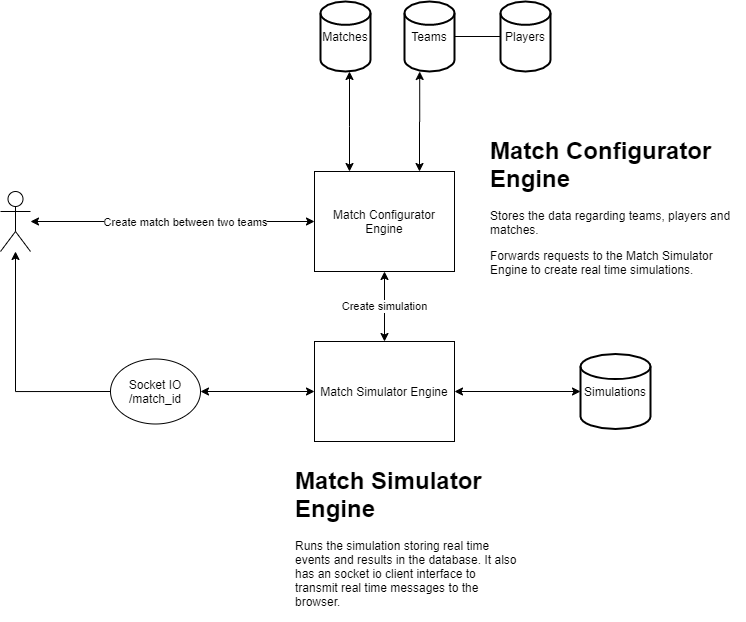 Matches
Teams
Players
Match Configurator
Engine
Stores the data regarding teams, players and
matches.
Forwards requests to the Match Simulator
Engine to create real time simulations.
Create match between two teams
Match Configurator
Engine
Create simulation
Socket IO
/match_id
Match Simulator Engine
Simulations
Match Simulator
Engine
Runs the simulation storing real time
events and results in the database. It also
has an socket io client interface to
transmit real time messages to the
browser.